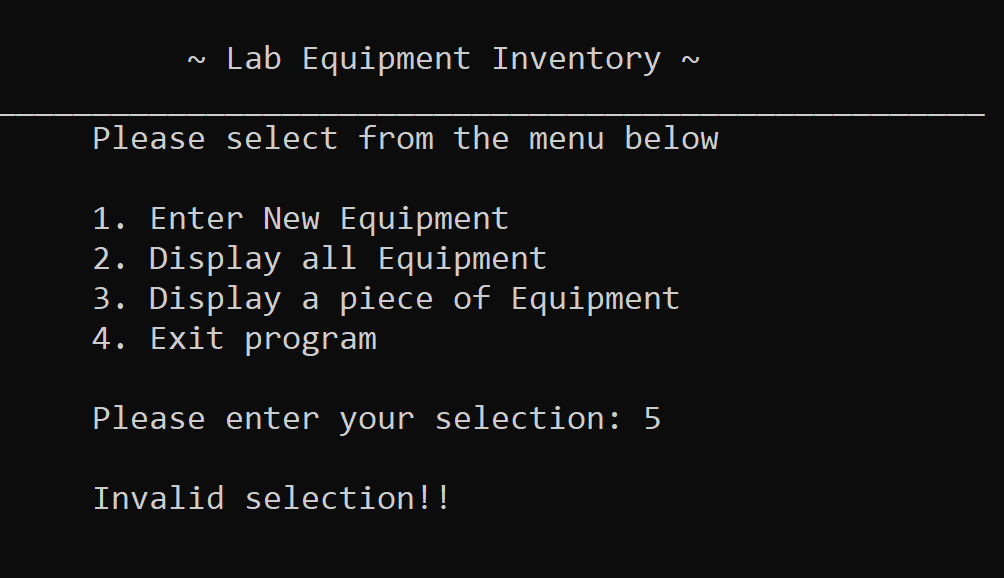 ~ Lab Equipment Inventory ~
Please select from the menu below
1. Enter New Equipment
2. Display all Equipment
3. Display a piece of Equipment
4. Exit program
Please enter your selection: 5
Invalid selection!!